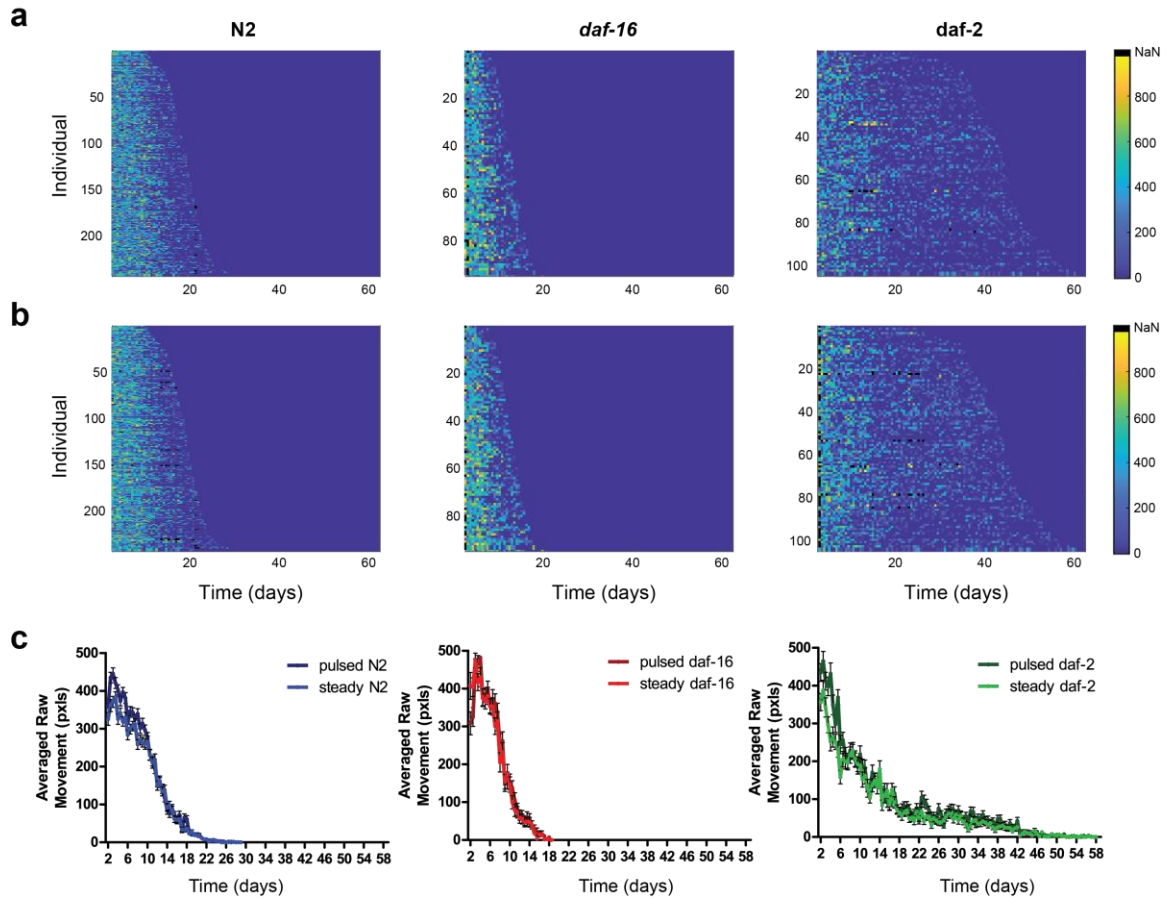 a
N2
daf-16
daf-2
Individual
50
100
150
200
20
40
60
20
40
60
80
20
40
60
20
40
60
80
100
20
40
60
NaN
800
600
400
200
0
b
Individual
50
100
150
200
20
40
60
20
40
60
80
20
40
60
20
40
60
80
100
20
40
60
NaN
800
600
400
200
0
Time (days)
Time (days)
Time (days)
c
Averaged Raw
Movement (pxls)
500
400
300
200
100
0
pulsed N2
steady N2
2 6 10 14 18 22 26 30 34 38 42 46 50 54 58
Time (days)
Averaged Raw
Movement (pxls)
500
400
300
200
100
0
pulsed daf-16
steady daf-16
2 6 10 14 18 22 26 30 34 38 42 46 50 54 58
Time (days)
Averaged Raw
Movement (pxls)
500
400
300
200
100
0
pulsed daf-2
steady daf-2
2 6 10 14 18 22 26 30 34 38 42 46 50 54 58
Time (days)